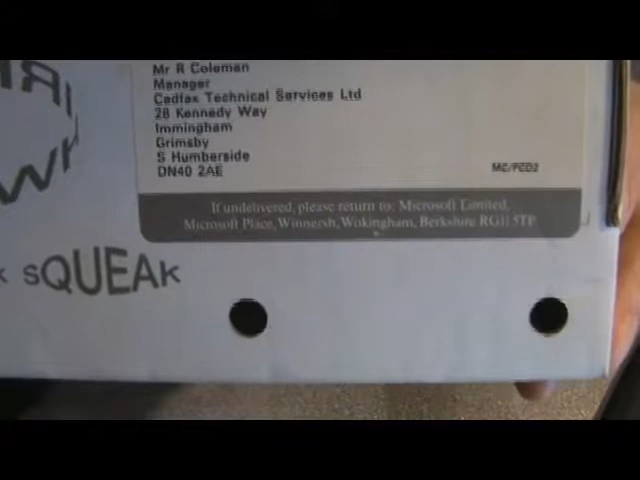 Mr R Coleman
Manager
Cadfax Technical Services Ltd
28 Kennedy Way
Immingham
Grimsby
S Humberside
DN40 2AE
MC/PCD2
If undelivered, please return to: Microsoft Limited,
Microsoft Place, Winnersh, Wokingham, Berkshire RG11 5TP
SQUEAK